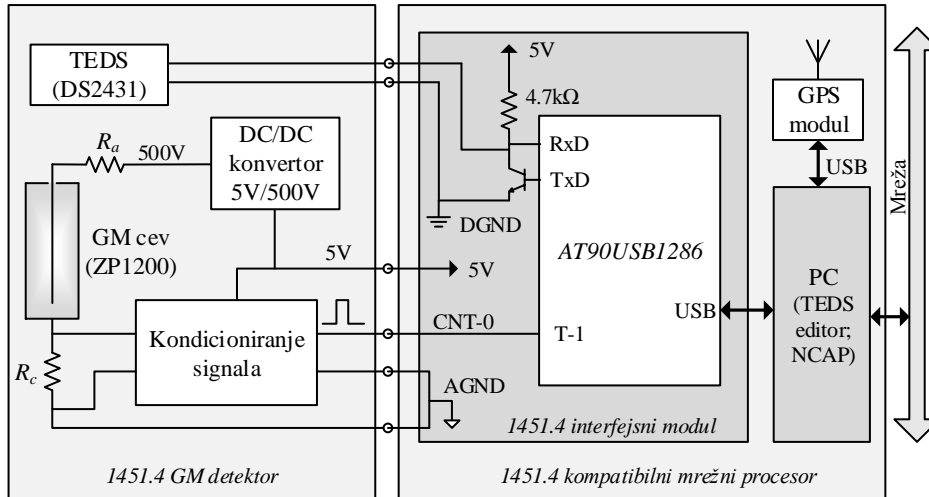 TEDS
(DS2431)
Ra
500V
DC/DC
konvertor
5V/500V
GM cev
(ZP1200)
5V
Kondicioniranje
signala
Rc
1451.4 GM detektor
5V
4.7kΩ
RxD
TxD
DGND
AT90USB1286
5V
CNT-0
T-1
USB
AGND
1451.4 interfejsni modul
GPS
modul
USB
PC
(TEDS
editor;
NCAP)
1451.4 kompatibilni mrežni procesor
Mreža